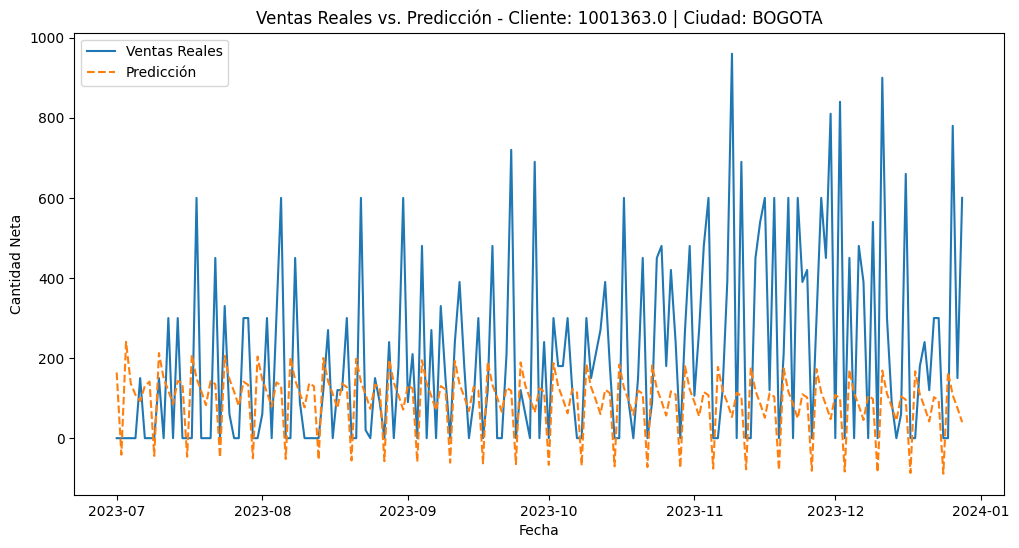 Ventas Reales vs. Predicción - Cliente: 1001363.0 | Ciudad: BOGOTA
Ventas Reales
Predicción
Cantidad Neta
1000
800
600
400
200
0
2023-07
2023-08
2023-09
2023-10
2023-11
2023-12
2024-01
Fecha